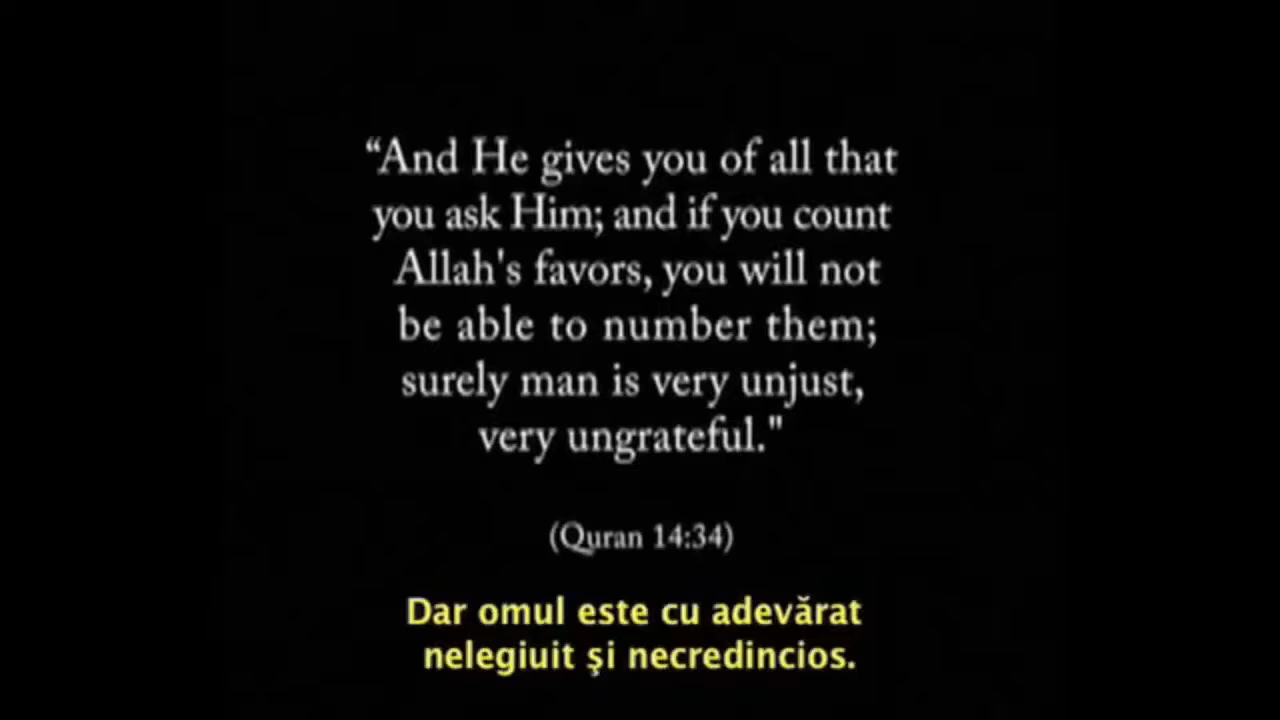 “And He gives you of all that
you ask Him; and if you count
Allah's favors, you will not
be able to number them;
surely man is very unjust,
very ungrateful."
(Quran 14:34)
Dar omul este cu adevărat
nelegiuit şi necredincios.